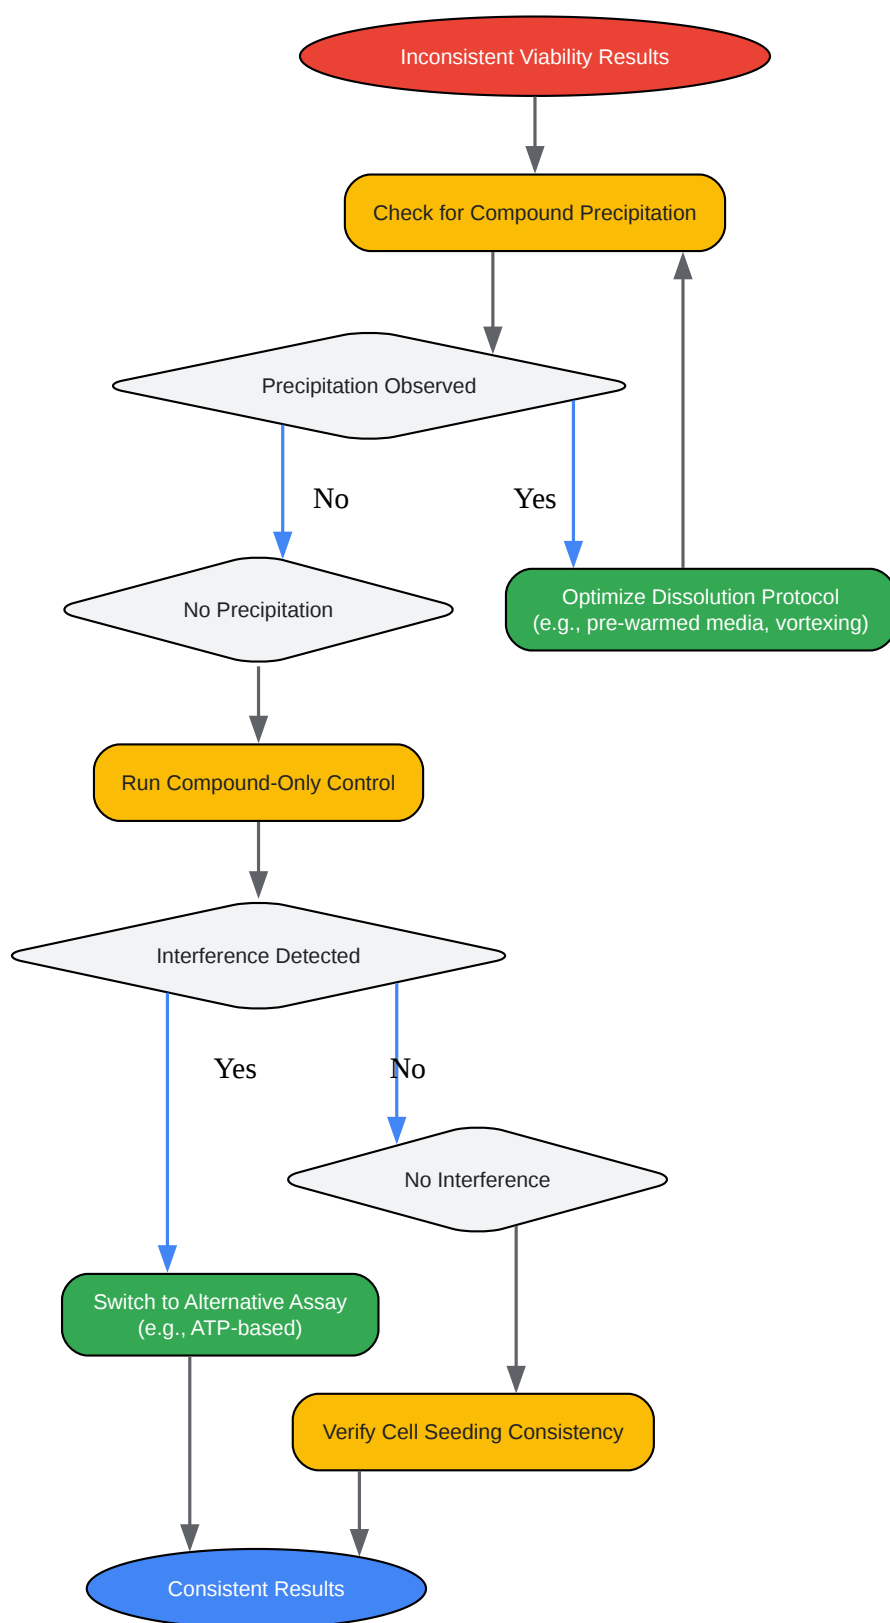 Inconsistent Viability Results
Check for Compound Precipitation
Precipitation Observed
No
Yes
No Precipitation
Optimize Dissolution Protocol
(e.g., pre-warmed media, vortexing)
Run Compound-Only Control
Interference Detected
Yes
No
No Interference
Switch to Alternative Assay
(e.g., ATP-based)
Verify Cell Seeding Consistency
Consistent Results